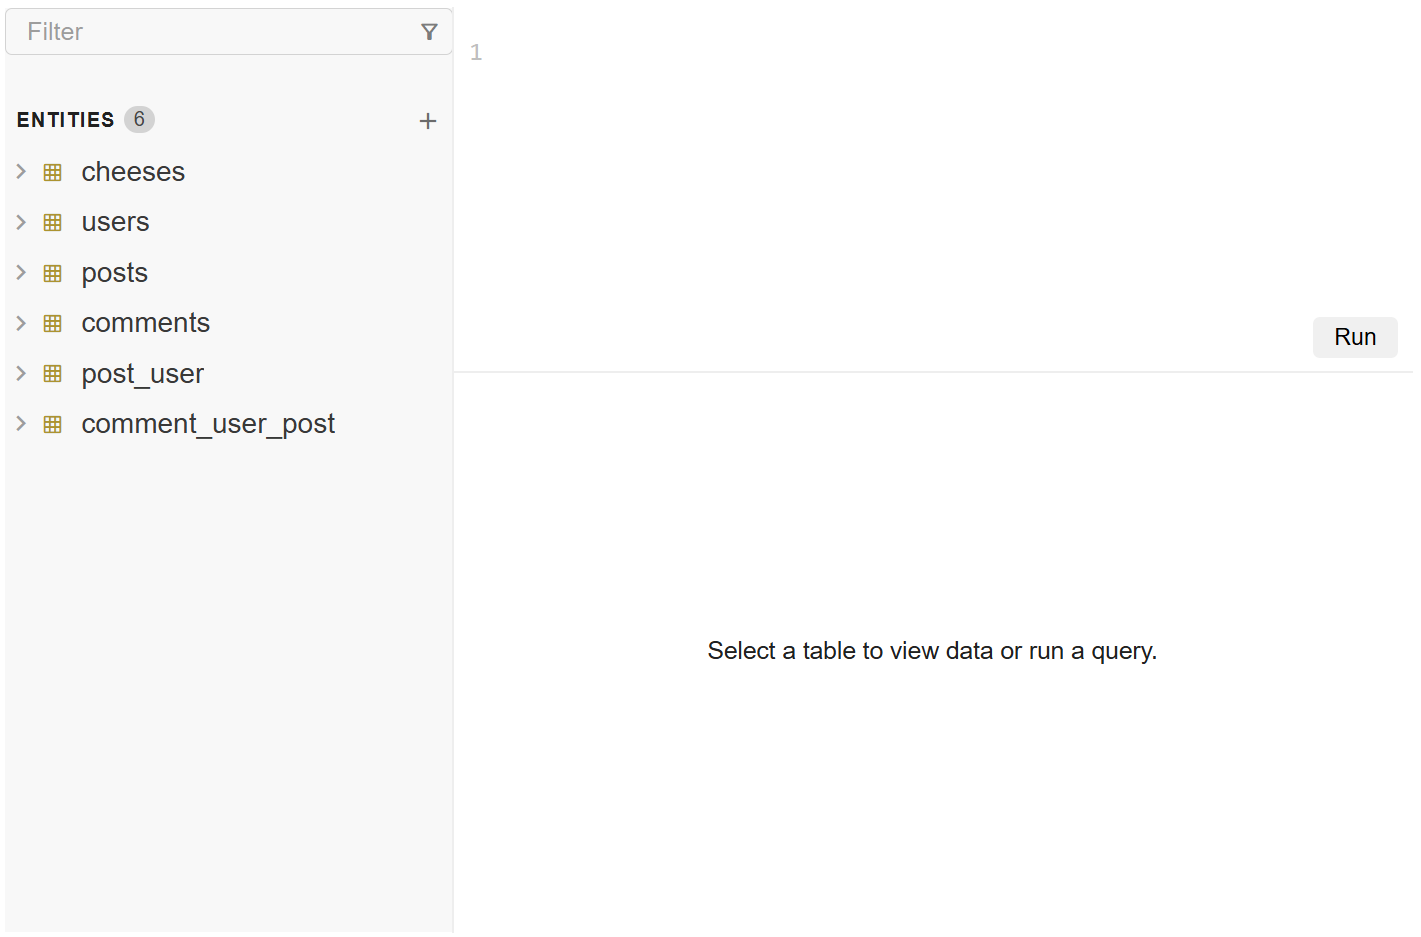 Filter
ENTITIES 6
cheeses
users
posts
comments
post_user
comment_user_post
1
Run
Select a table to view data or run a query.